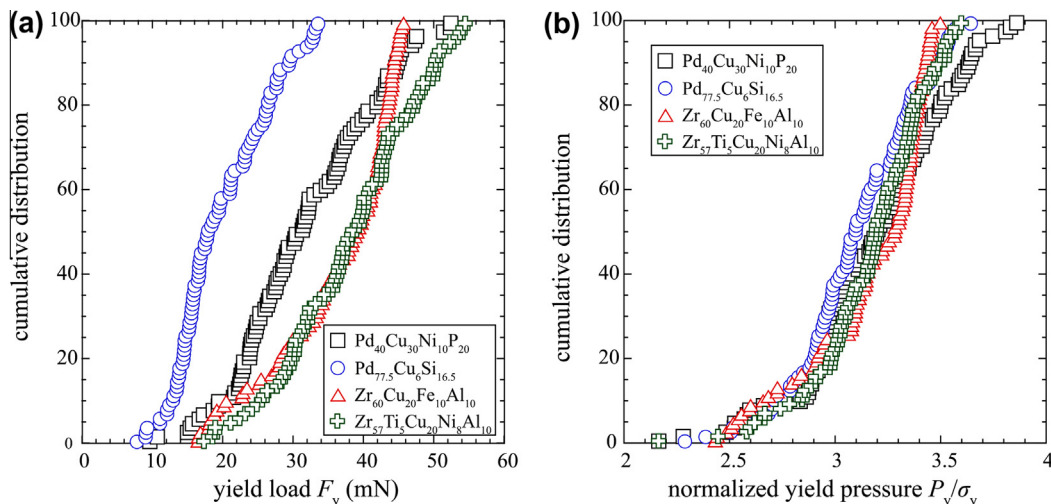 (a)
100
80
60
40
20
0
cumulative distribution
0 10 20 30 40 50 60
yield load Fy (mN)
Pd40Cu30Ni10P20
Pd77.5Cu6Si16.5
Zr60Cu20Fe10Al10
Zr57Ti5Cu20Ni8Al10
(b)
100
80
60
40
20
0
cumulative distribution
2 2.5 3 3.5 4
normalized yield pressure Py/σy
Pd40Cu30Ni10P20
Pd77.5Cu6Si16.5
Zr60Cu20Fe10Al10
Zr57Ti5Cu20Ni8Al10